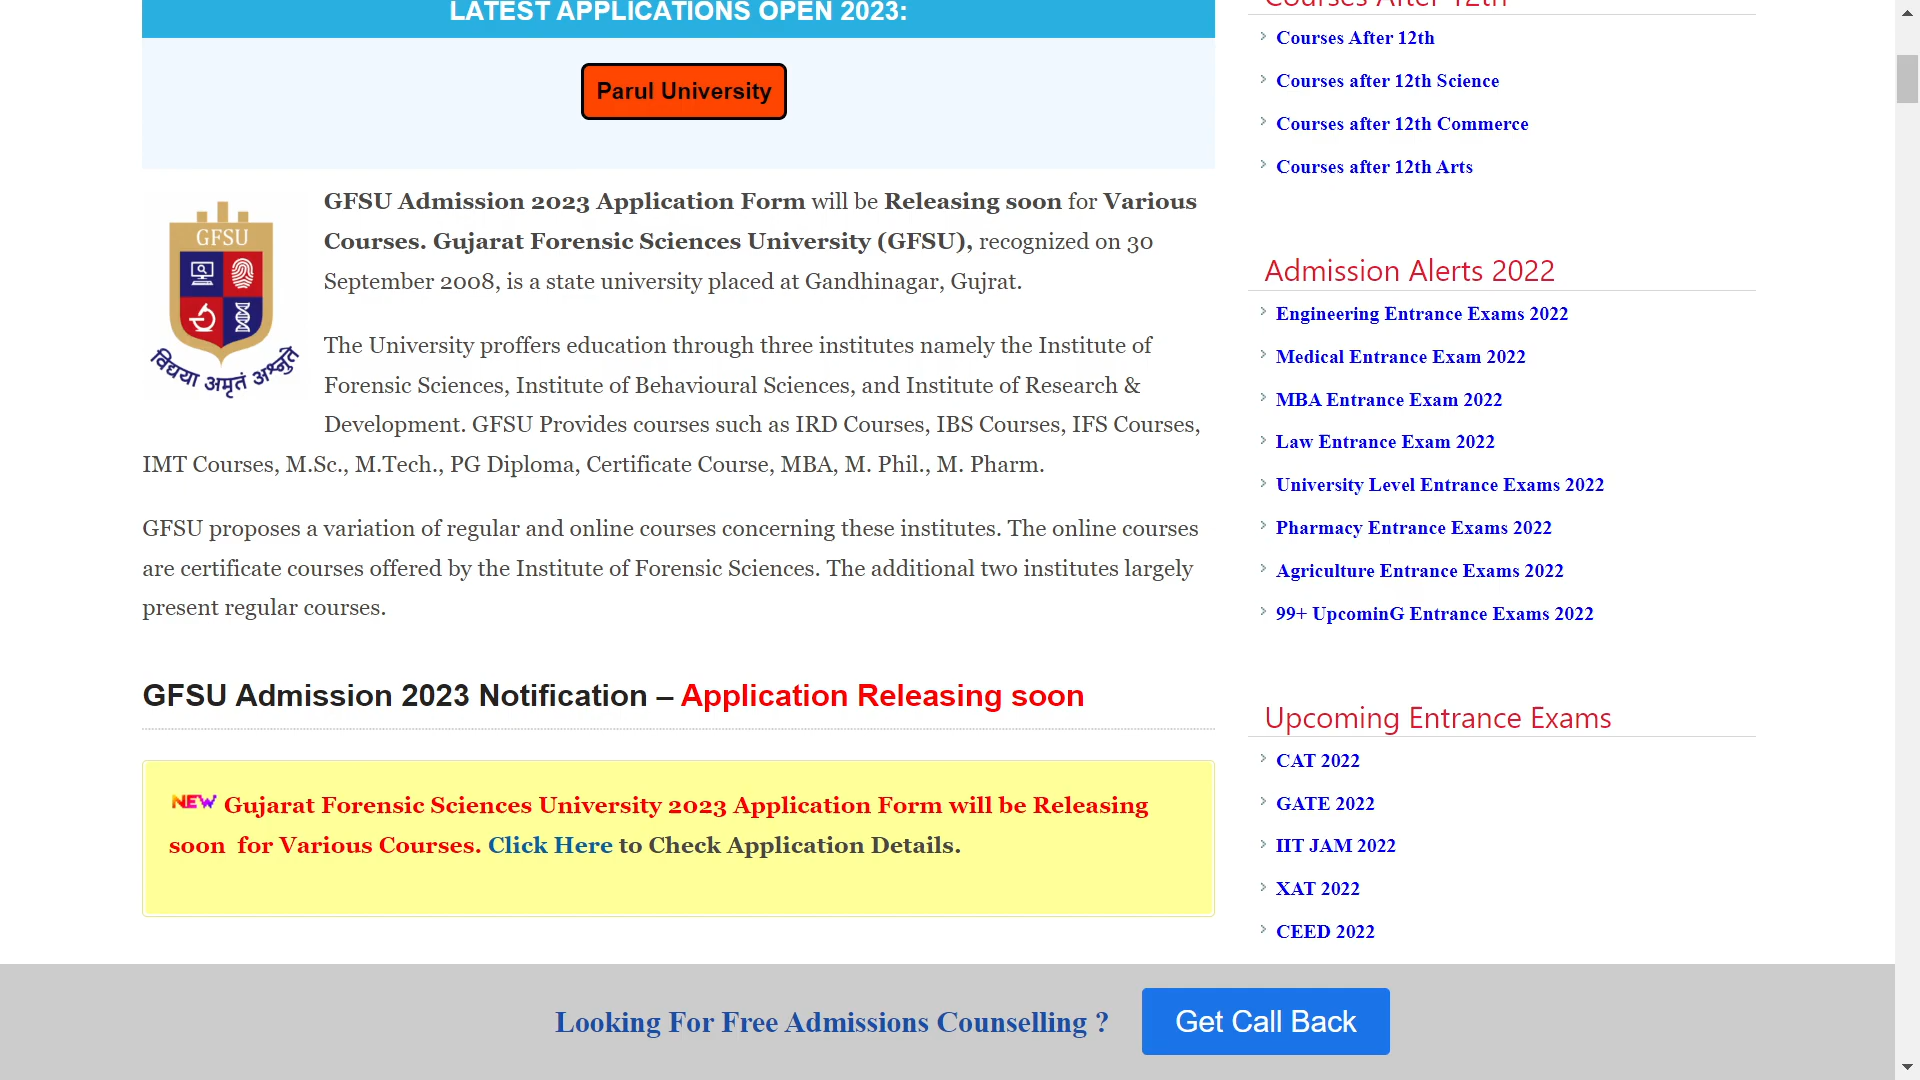 LATEST APPLICATIONS OPEN 2023:
Parul University
GFSU
विद्यया अमृतं अश्नुते
GFSU Admission 2023 Application Form will be Releasing soon for Various
Courses. Gujarat Forensic Sciences University (GFSU), recognized on 30
September 2008, is a state university placed at Gandhinagar, Gujrat.
The University proffers education through three institutes namely the Institute of
Forensic Sciences, Institute of Behavioural Sciences, and Institute of Research &
Development. GFSU Provides courses such as IRD Courses, IBS Courses, IFS Courses,
IMT Courses, M.Sc., M.Tech., PG Diploma, Certificate Course, MBA, M. Phil., M. Pharm.
GFSU proposes a variation of regular and online courses concerning these institutes. The online courses
are certificate courses offered by the Institute of Forensic Sciences. The additional two institutes largely
present regular courses.
GFSU Admission 2023 Notification – Application Releasing soon
NEW Gujarat Forensic Sciences University 2023 Application Form will be Releasing
soon for Various Courses. Click Here to Check Application Details.
Courses After 12th
Courses After 12th
Courses after 12th Science
Courses after 12th Commerce
Courses after 12th Arts
Admission Alerts 2022
Engineering Entrance Exams 2022
Medical Entrance Exam 2022
MBA Entrance Exam 2022
Law Entrance Exam 2022
University Level Entrance Exams 2022
Pharmacy Entrance Exams 2022
Agriculture Entrance Exams 2022
99+ UpcominG Entrance Exams 2022
Upcoming Entrance Exams
CAT 2022
GATE 2022
IIT JAM 2022
XAT 2022
CEED 2022
Looking For Free Admissions Counselling ?
Get Call Back